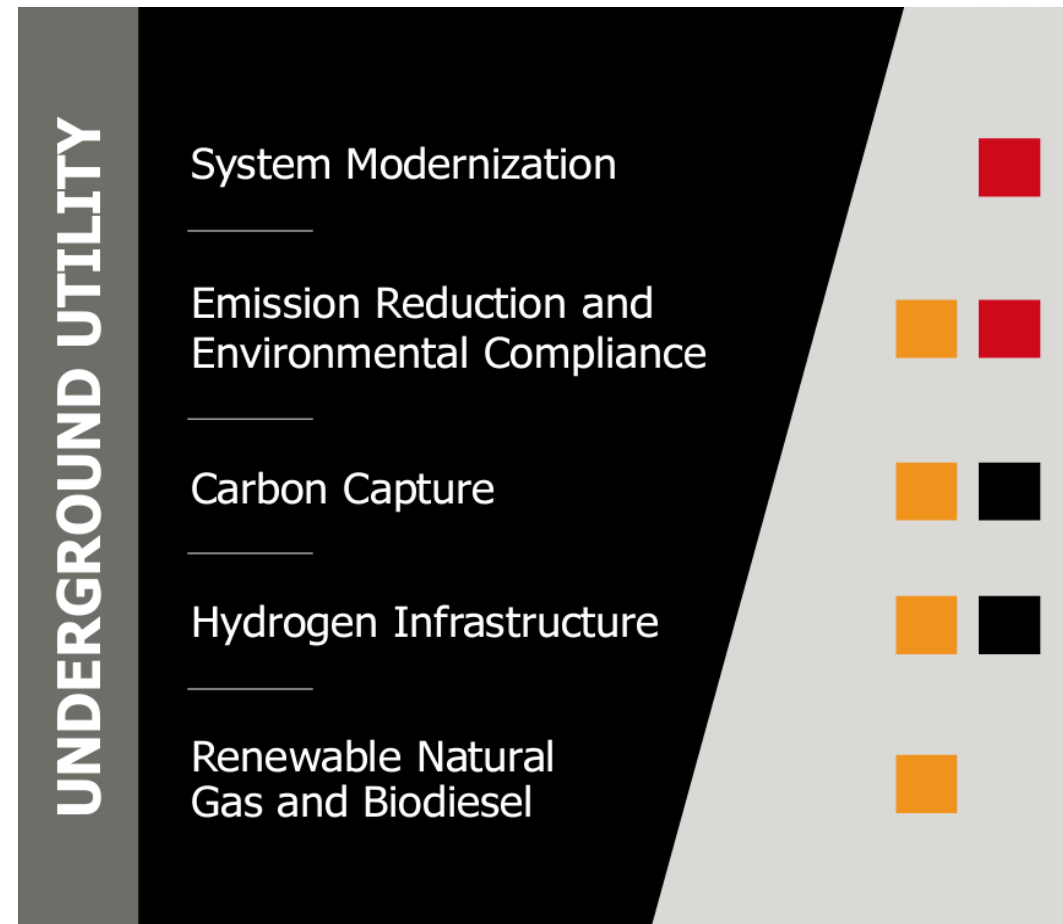 UNDERGROUND UTILITY
System Modernization
Emission Reduction and
Environmental Compliance
Carbon Capture
Hydrogen Infrastructure
Renewable Natural
Gas and Biodiesel